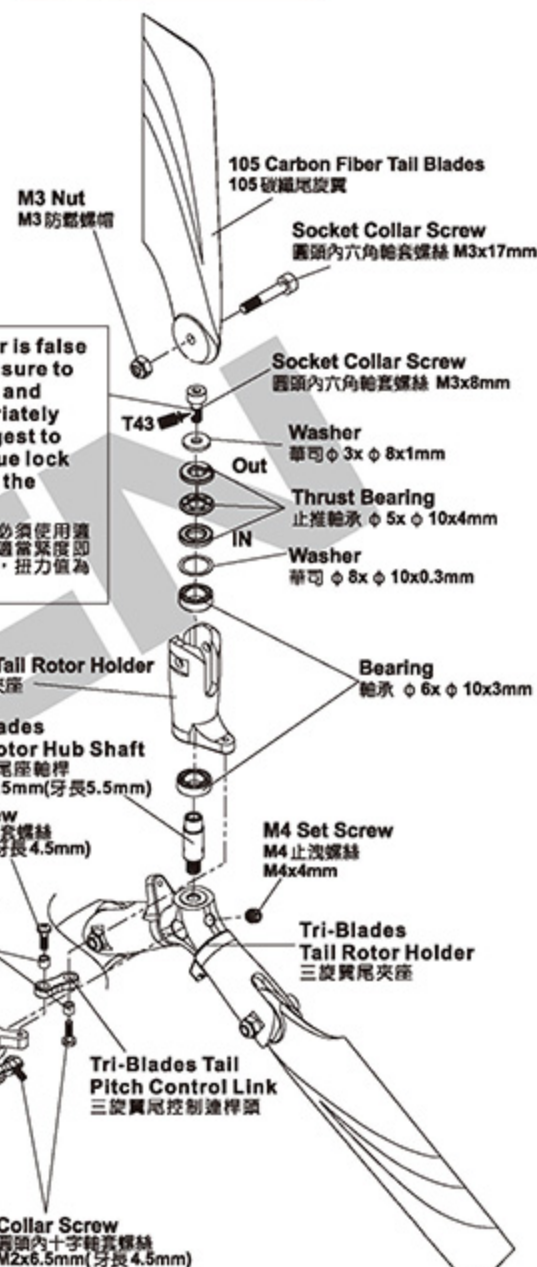 105 Carbon Fiber Tail Blades
105 碳纖尾旋翼
M3 Nut
M3 防鬆螺帽
Socket Collar Screw
圓頭內六角軸套螺絲 M3x17mm
r is false
sure to
and
riately
gest to
ue lock
the
必須使用適
適當緊度即
，扭力值為
Socket Collar Screw
圓頭內六角軸套螺絲 M3x8mm
T43
Washer
華司 φ 3x φ 8x1mm
Out
Thrust Bearing
止推軸承 φ 5x φ 10x4mm
IN
Washer
華司 φ 8x φ 10x0.3mm
Tail Rotor Holder
夾座
Bearing
軸承 φ 6x φ 10x3mm
lades
otor Hub Shaft
尾座軸桿
5mm(牙長5.5mm)
ew
套螺絲
牙長 4.5mm)
M4 Set Screw
M4 止洩螺絲
M4x4mm
Tri-Blades
Tail Rotor Holder
三旋翼尾夾座
Tri-Blades Tail
Pitch Control Link
三旋翼尾控制連桿頭
Collar Screw
圓頭內十字軸套螺絲
M2x6.5mm(牙長 4.5mm)